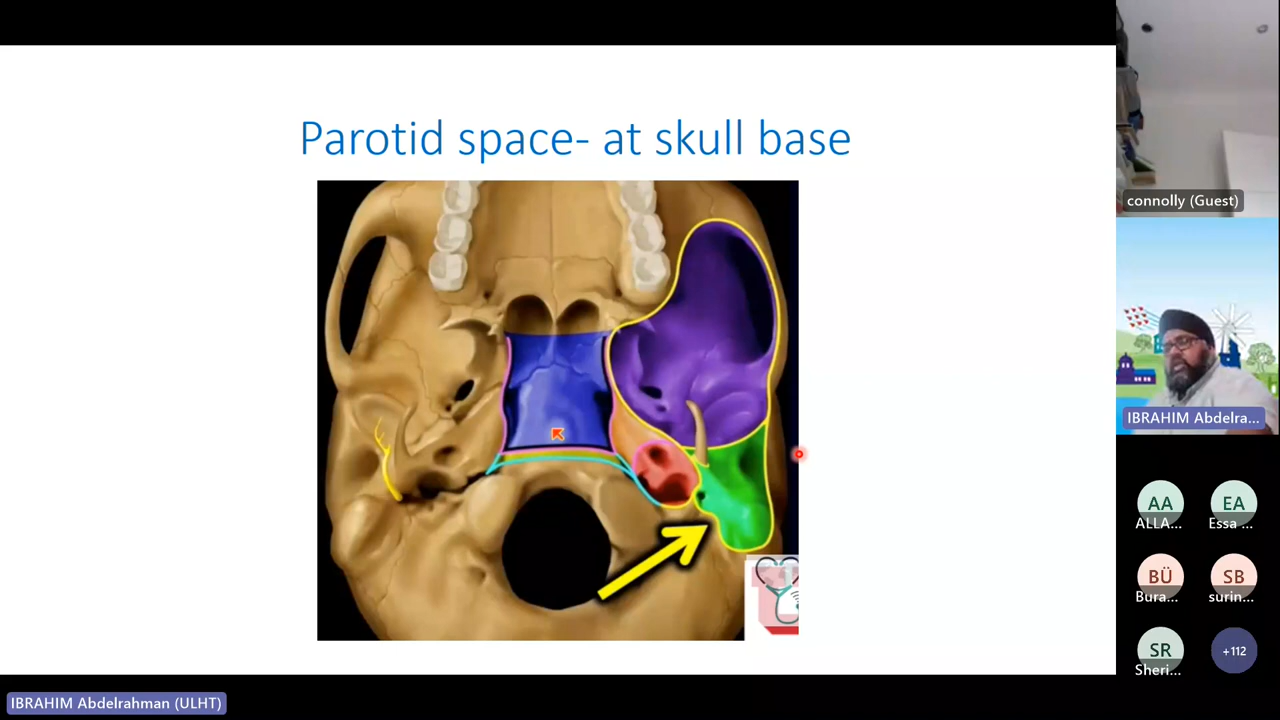 Parotid space- at skull base
connolly (Guest)
IBRAHIM Abdelra...
AA
EA
ALLA...
Essa ...
BÜ
SB
Bura...
surin...
SR
+112
Sheri...
IBRAHIM Abdelrahman (ULHT)